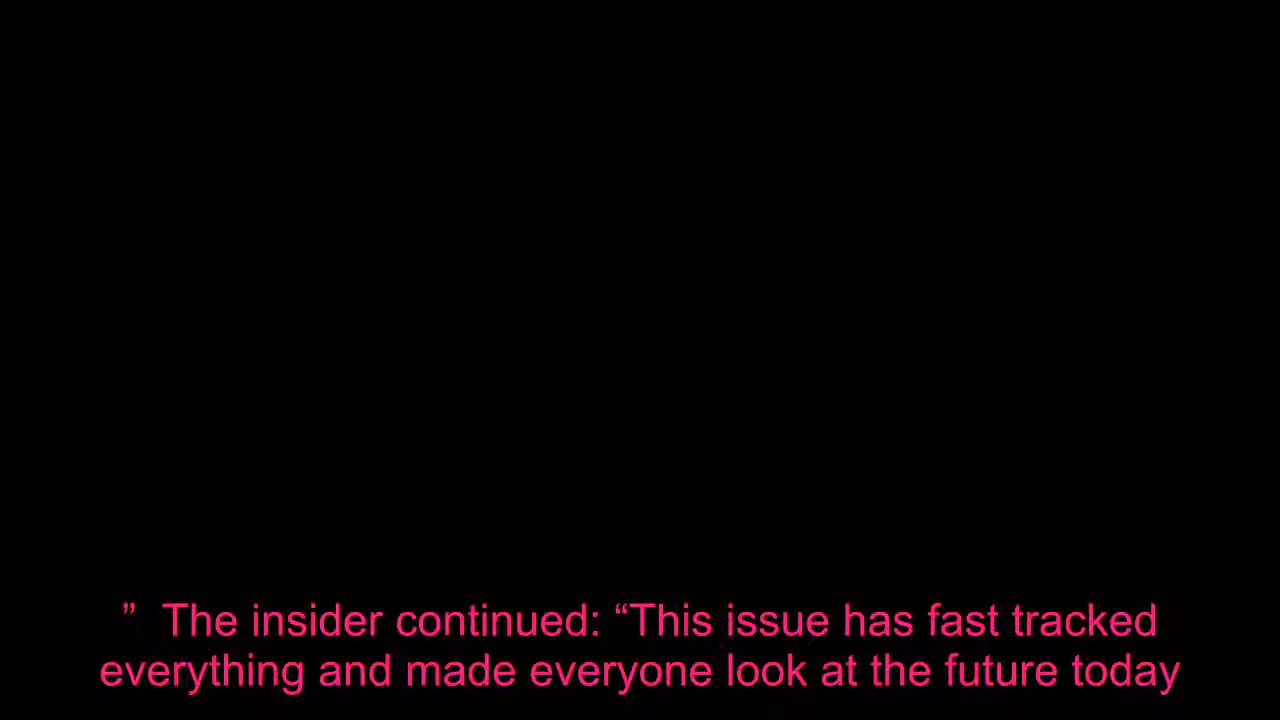 ”  The insider continued: “This issue has fast tracked
everything and made everyone look at the future today